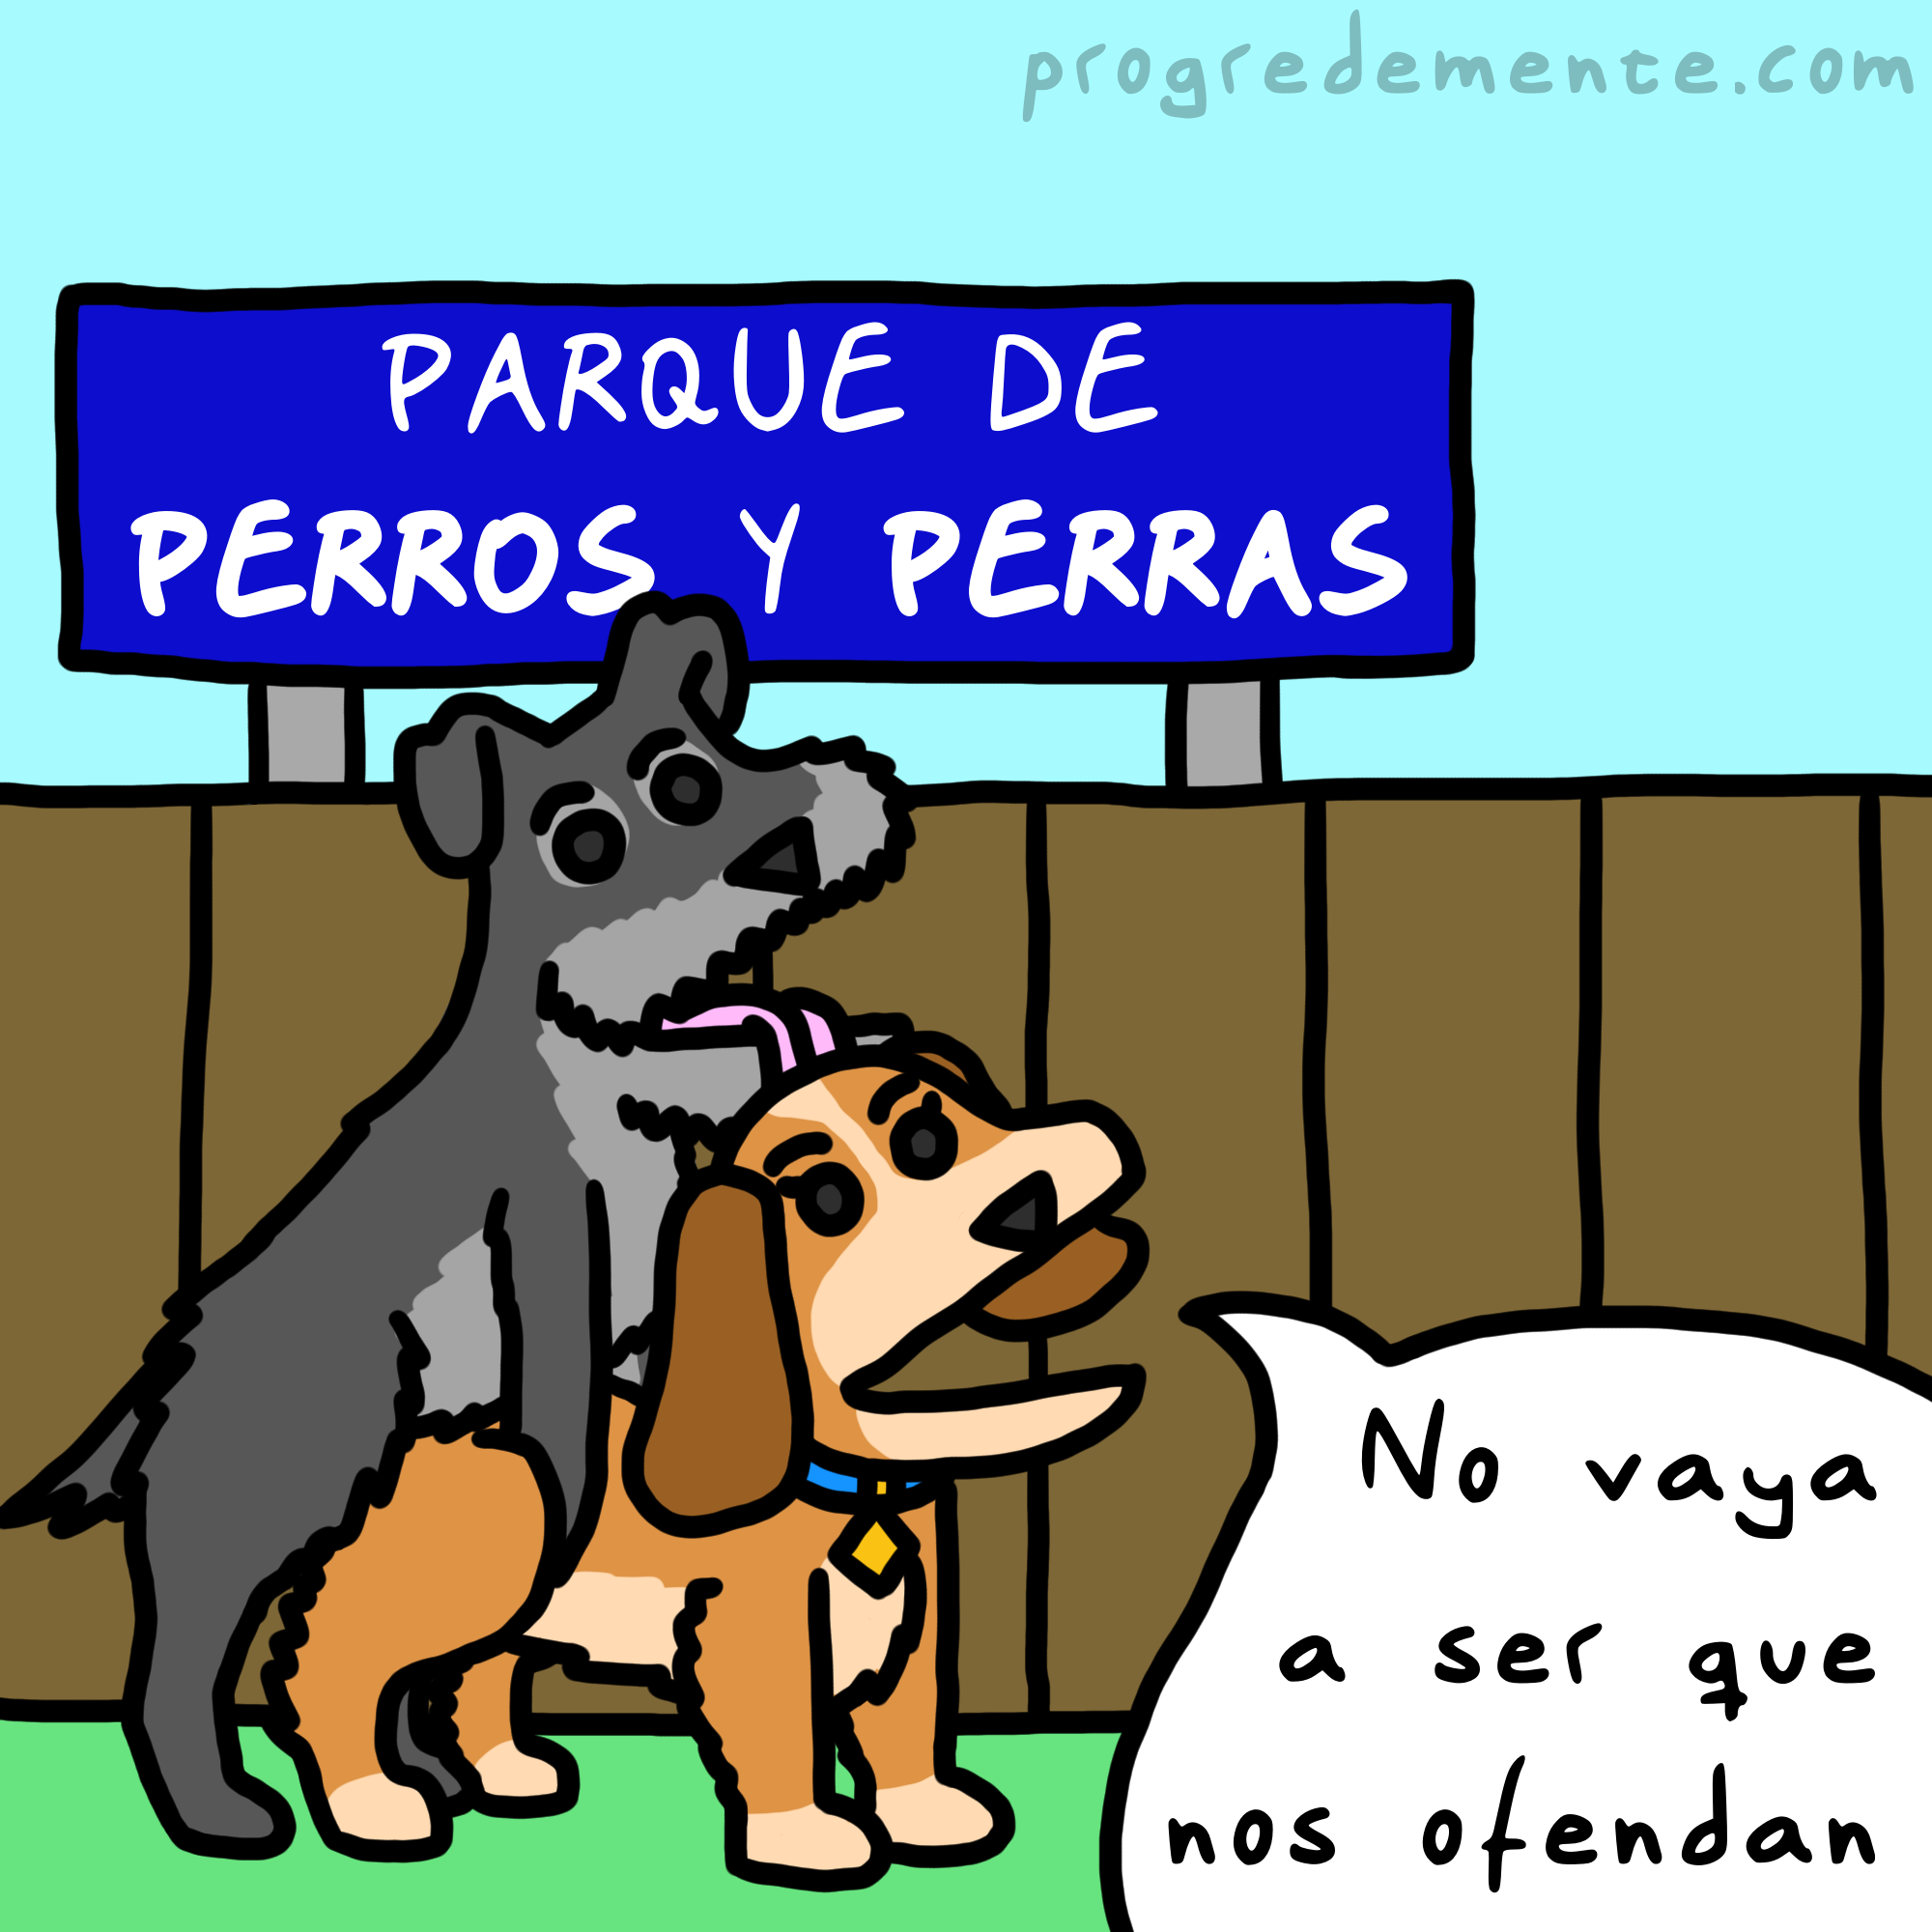 progredemente.com
PARQUE DE
PERROS Y PERRAS
No vaya
a ser que
nos ofendan